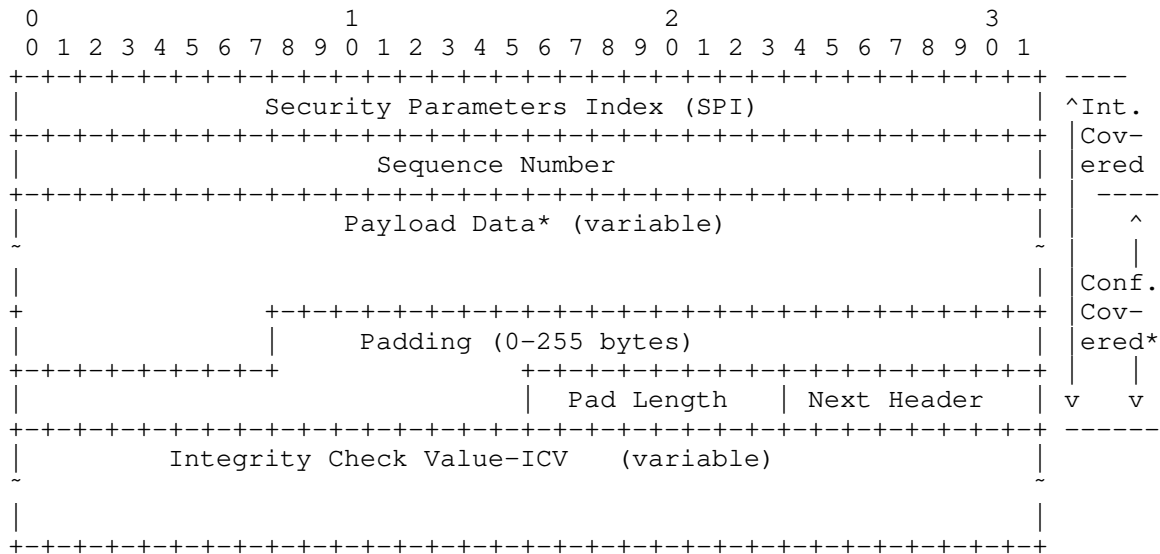 0                   1                   2                   3
0 1 2 3 4 5 6 7 8 9 0 1 2 3 4 5 6 7 8 9 0 1 2 3 4 5 6 7 8 9 0 1
+-+-+-+-+-+-+-+-+-+-+-+-+-+-+-+-+-+-+-+-+-+-+-+-+-+-+-+-+-+-+-+-+ ----
|               Security Parameters Index (SPI)                 | ^Int.
+-+-+-+-+-+-+-+-+-+-+-+-+-+-+-+-+-+-+-+-+-+-+-+-+-+-+-+-+-+-+-+-+ |Cov-
|                      Sequence Number                          | |ered
+-+-+-+-+-+-+-+-+-+-+-+-+-+-+-+-+-+-+-+-+-+-+-+-+-+-+-+-+-+-+-+-+ | ----
|                    Payload Data* (variable)                   | |   ^
~                                                               ~ |   |
|                                                               | |Conf.
+               +-+-+-+-+-+-+-+-+-+-+-+-+-+-+-+-+-+-+-+-+-+-+-+-+ |Cov-
|               |     Padding (0-255 bytes)                     | |ered*
+-+-+-+-+-+-+-+-+               +-+-+-+-+-+-+-+-+-+-+-+-+-+-+-+-+ |   |
|                               |  Pad Length   | Next Header   | v   v
+-+-+-+-+-+-+-+-+-+-+-+-+-+-+-+-+-+-+-+-+-+-+-+-+-+-+-+-+-+-+-+-+ ------
|         Integrity Check Value-ICV   (variable)                |
~                                                               ~
|                                                               |
+-+-+-+-+-+-+-+-+-+-+-+-+-+-+-+-+-+-+-+-+-+-+-+-+-+-+-+-+-+-+-+-+